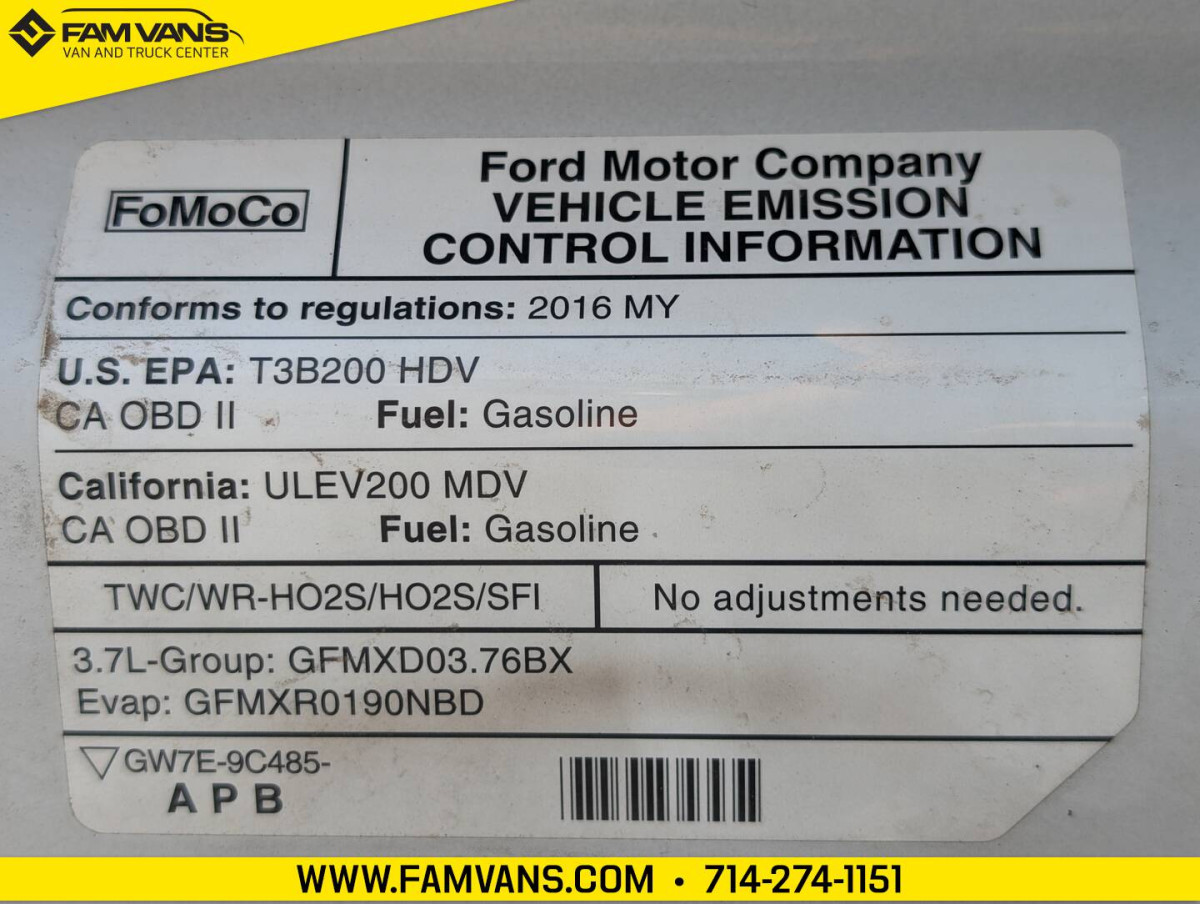 FAM VANS
VAN AND TRUCK CENTER
FoMoCo
Ford Motor Company
VEHICLE EMISSION
CONTROL INFORMATION
Conforms to regulations: 2016 MY
U.S. EPA: T3B200 HDV
CA OBD II Fuel: Gasoline
California: ULEV200 MDV
CA OBD II Fuel: Gasoline
TWC/WR-HO2S/HO2S/SFI
No adjustments needed.
3.7L-Group: GFMXD03.76BX
Evap: GFMXR0190NBD
GW7E-9C485-
A P B
WWW.FAMVANS.COM • 714-274-1151